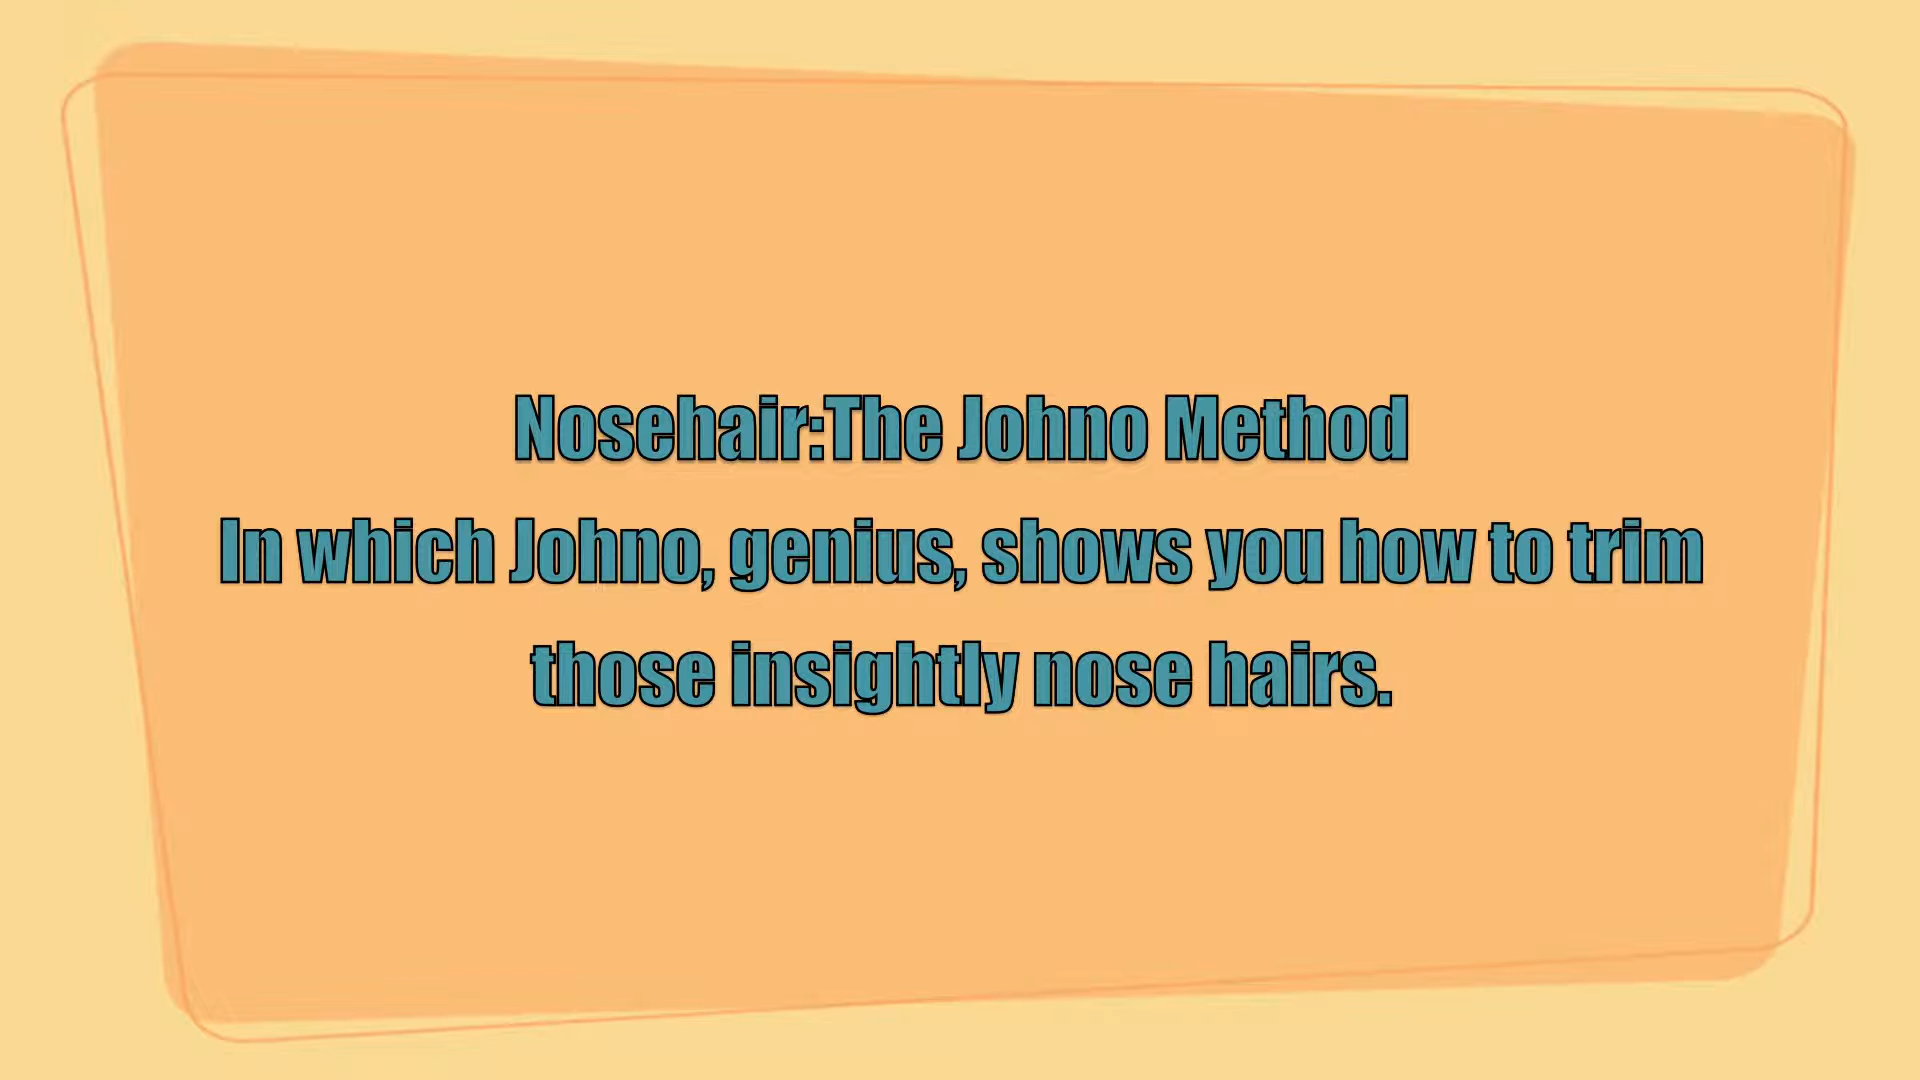 Nosehair:The Johno Method
In which Johno, genius, shows you how to trim
those insightly nose hairs.